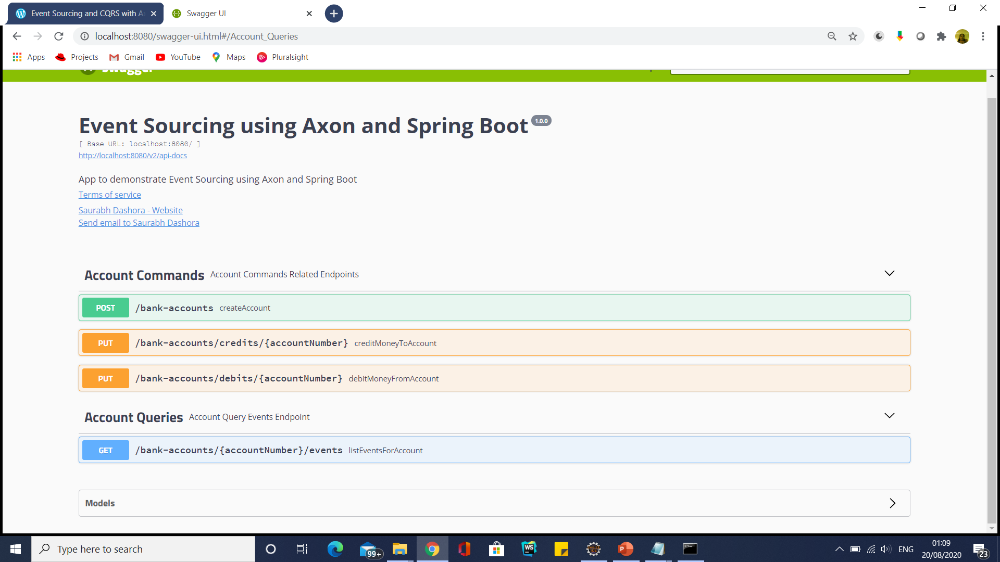 Event Sourcing and CQRS with A
Swagger UI
localhost:8080/swagger-ui.html#/Account_Queries
Apps
Projects
Gmail
YouTube
Maps
Pluralsight
swagger
Event Sourcing using Axon and Spring Boot 1.0.0
[ Base URL: localhost:8080/ ]
http://localhost:8080/v2/api-docs
App to demonstrate Event Sourcing using Axon and Spring Boot
Terms of service
Saurabh Dashora - Website
Send email to Saurabh Dashora
Account Commands Account Commands Related Endpoints
POST /bank-accounts createAccount
PUT /bank-accounts/credits/{accountNumber} creditMoneyToAccount
PUT /bank-accounts/debits/{accountNumber} debitMoneyFromAccount
Account Queries Account Query Events Endpoint
GET /bank-accounts/{accountNumber}/events listEventsForAccount
Models
Type here to search
99+
WS
P
ENG
01:09
20/08/2020
23